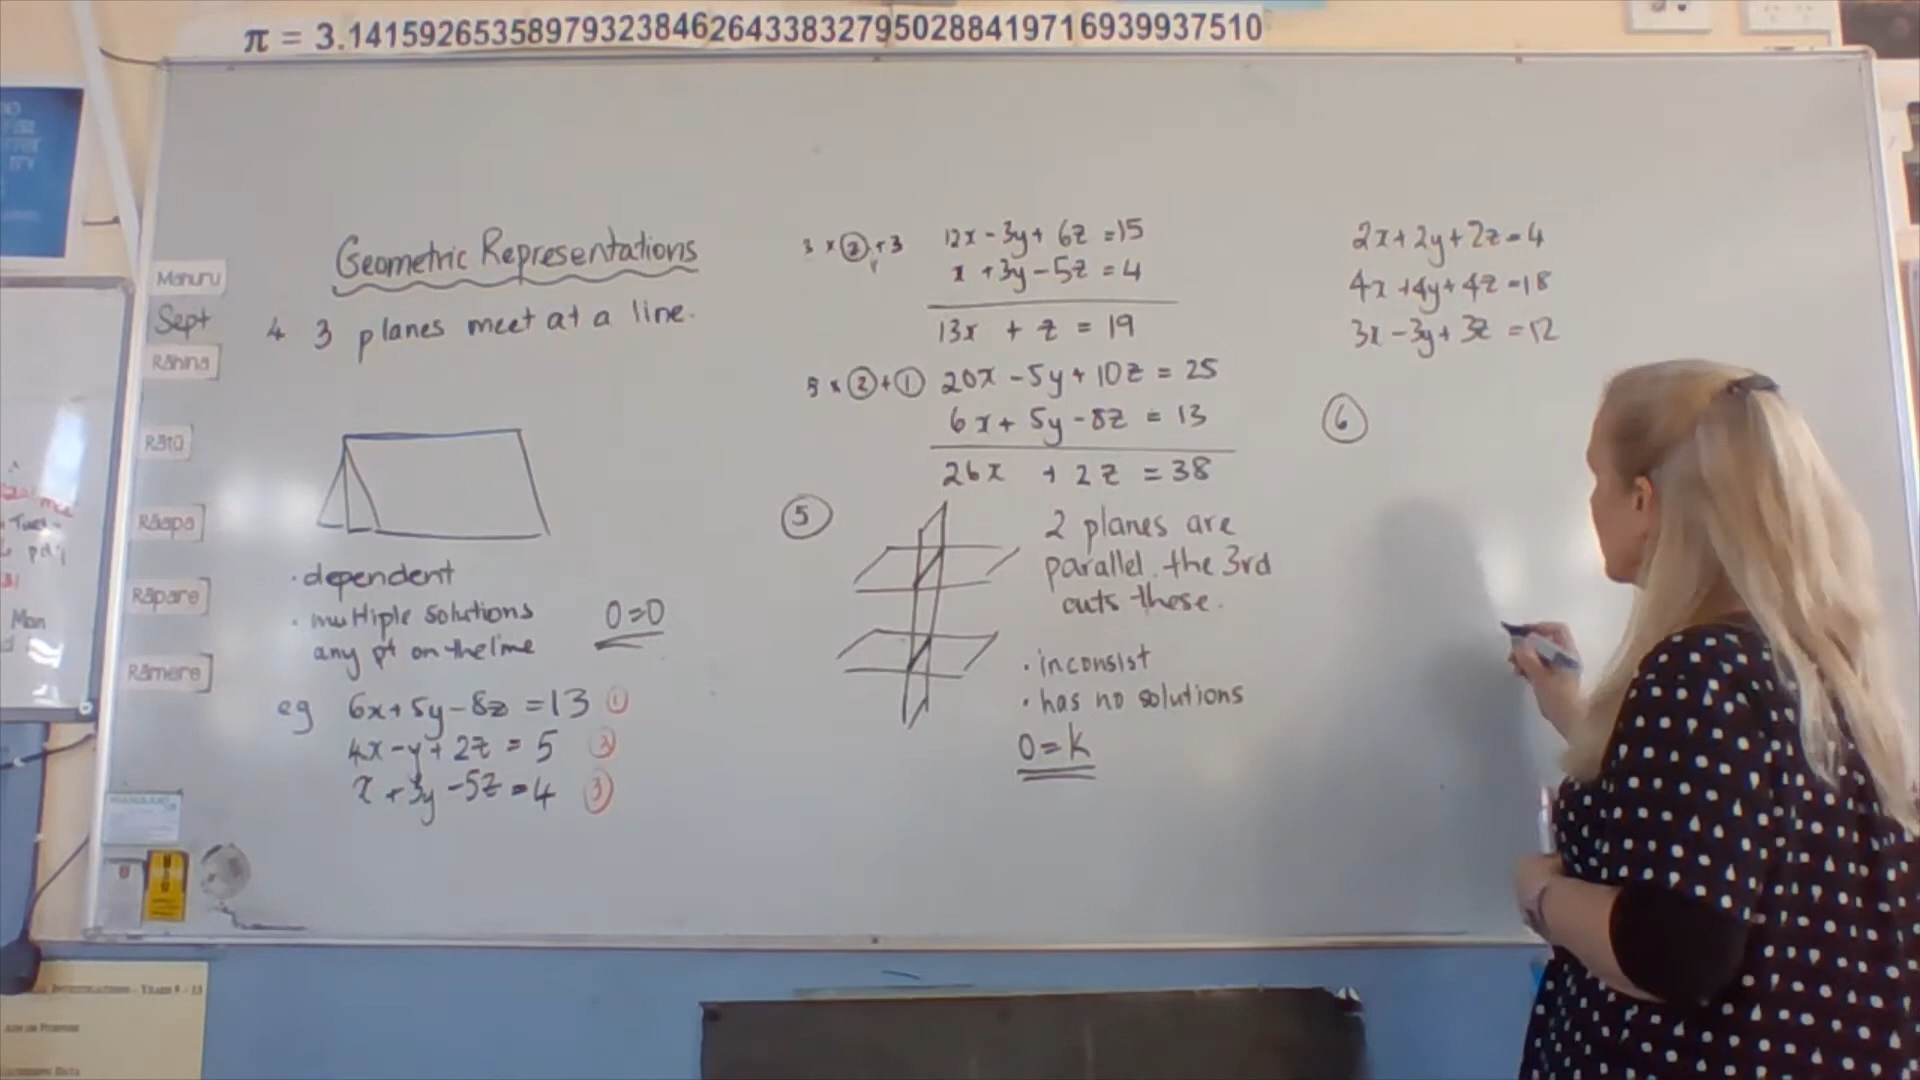 π = 3.14159265358979323846264338327950288419716939937510
Geometric Representations
4 3 planes meet at a line.
· dependent
· multiple solutions
any pt on the line
0=0
eg 6x+5y-8z=13 ①
4x-y+2z=5 ②
x+3y-5z=4 ③
3 × ②+3 12x-3y+6z=15
x+3y-5z=4
13x + z = 19
5 × ②+① 20x-5y+10z=25
6x+5y-8z=13
26x + 2z = 38
⑤
2 planes are
parallel, the 3rd
cuts these.
· inconsist
· has no solutions
0=k
2x+2y+2z=4
4x+4y+4z=18
3x-3y+3z=12
⑥
Manuru
Sept
Rāhina
Rātū
Rāapa
Rāpare
Rāmere
Man